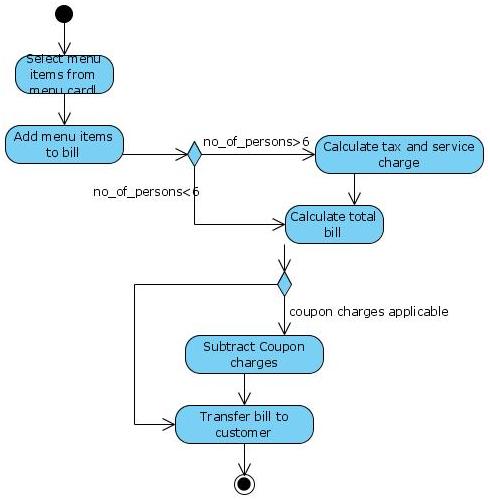 Select menu
items from
menu cardl
Add menu items
to bill
no_of_persons>6
Calculate tax and service
charge
no_of_persons<6
Calculate total
bill
coupon charges applicable
Subtract Coupon
charges
Transfer bill to
customer